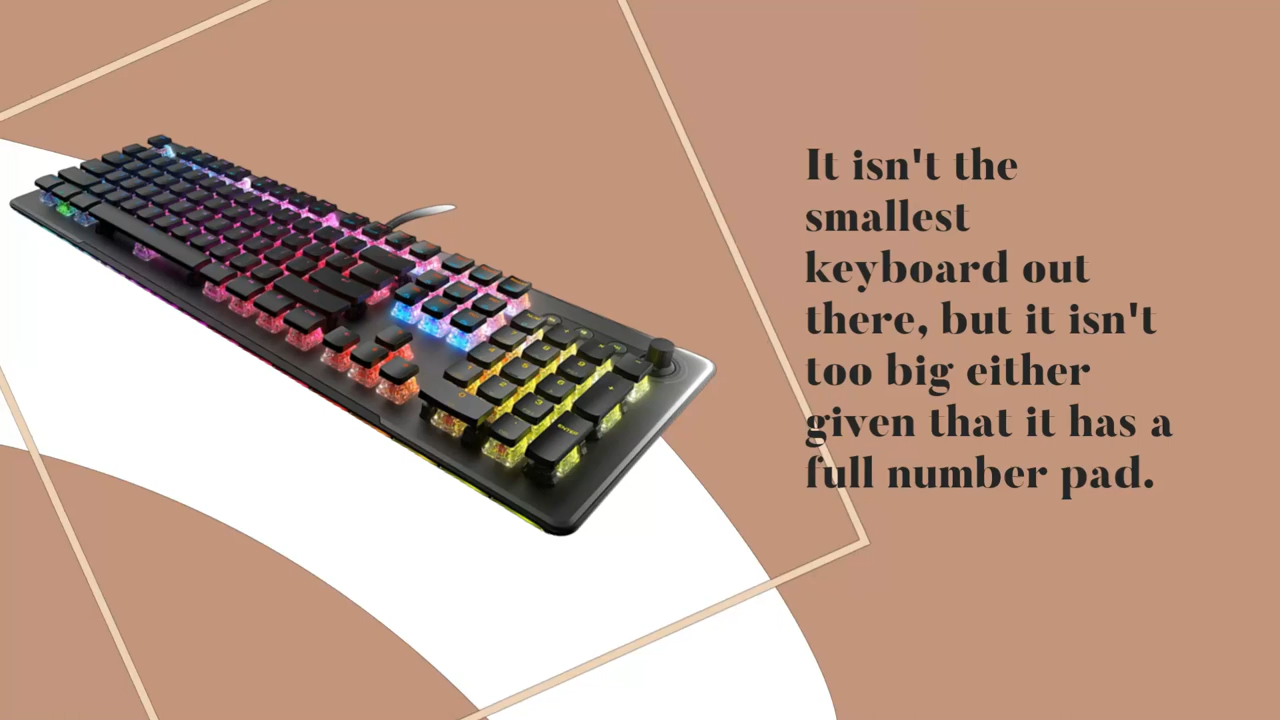 It isn't the
smallest
keyboard out
there, but it isn't
too big either
given that it has a
full number pad.
ENTER